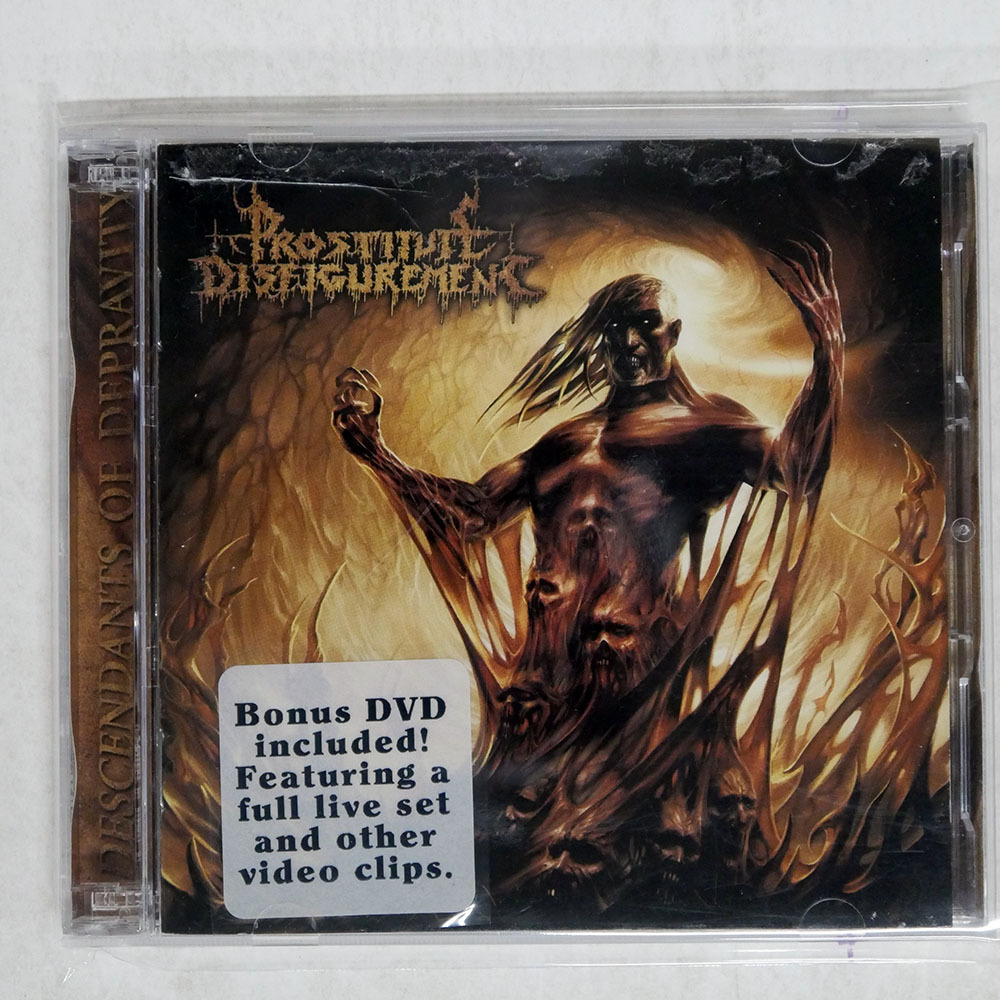 PROSTITUTE
DISFIGUREMENT
DESCENDANTS OF DEPRAVITY
Bonus DVD
included!
Featuring a
full live set
and other
video clips.